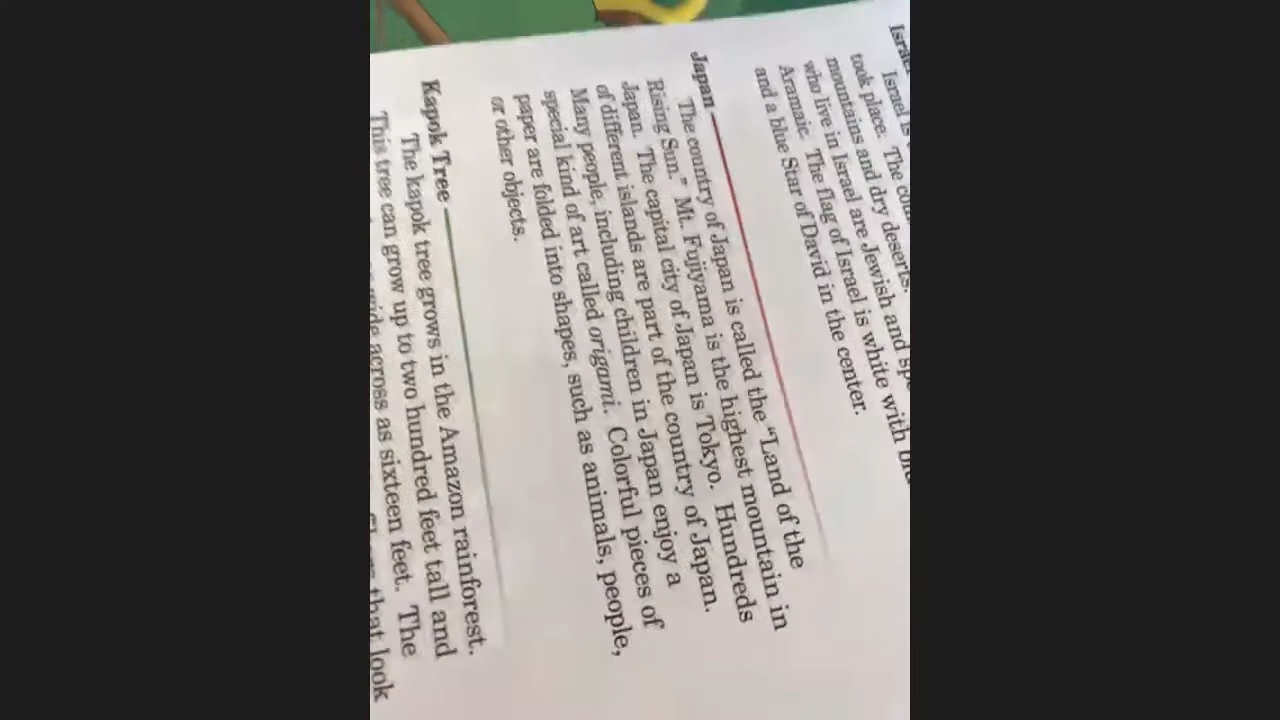 Israel
Israel is
took place. The
mountains and dry deserts.
who live in Israel are Jewish and
Aramaic. The flag of Israel is white with
and a blue Star of David in the center.
Japan
The country of Japan is called the “Land of the
Rising Sun.” Mt. Fujiyama is the highest mountain in
Japan. The capital city of Japan is Tokyo. Hundreds
of different islands are part of the country of Japan.
Many people, including children in Japan enjoy a
special kind of art called origami. Colorful pieces of
paper are folded into shapes, such as animals, people,
or other objects.
Kapok Tree
The kapok tree grows in the Amazon rainforest.
This tree can grow up to two hundred feet tall and
wide across as sixteen feet. The
that look